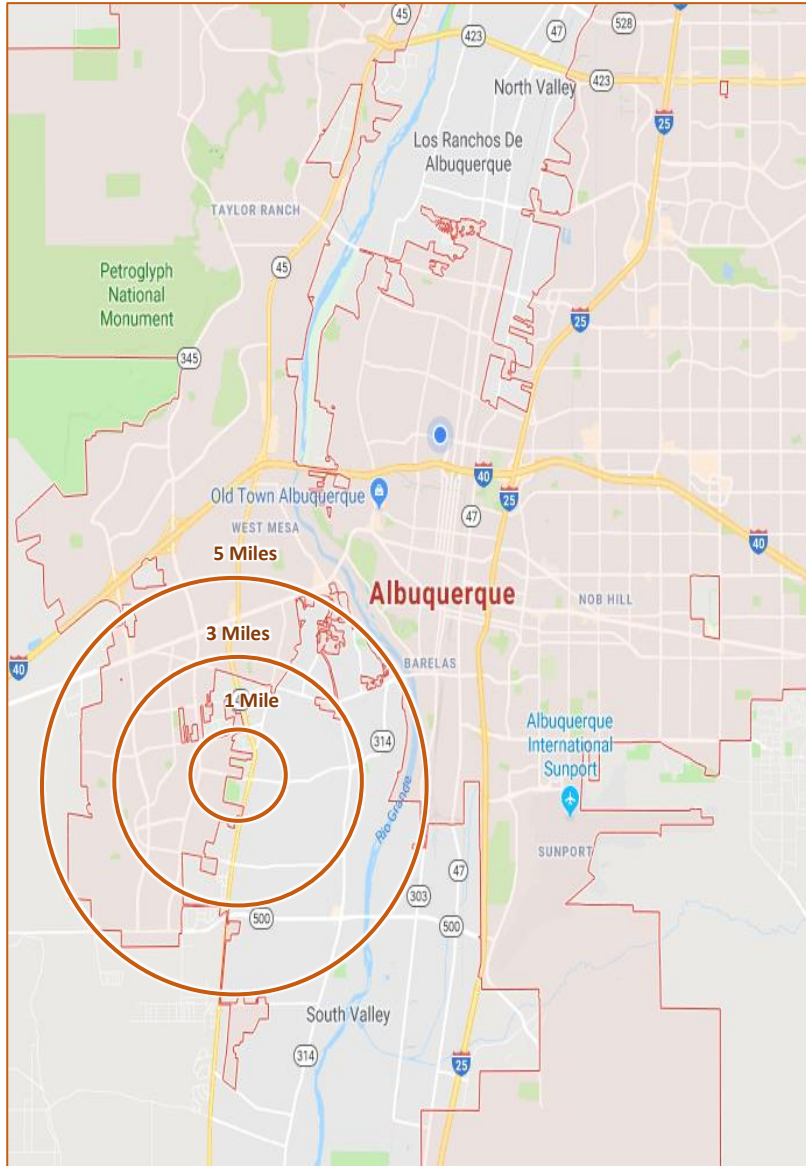 45
47
528
423
25
North Valley
423
Los Ranchos De
Albuquerque
25
TAYLOR RANCH
45
Petroglyph
National
Monument
25
345
40
Old Town Albuquerque
25
47
WEST MESA
40
5 Miles
Albuquerque
NOB HILL
3 Miles
40
BARELAS
1 Mile
Albuquerque
International
Sunport
314
Rio Grande
SUNPORT
47
303
500
500
South Valley
314
25